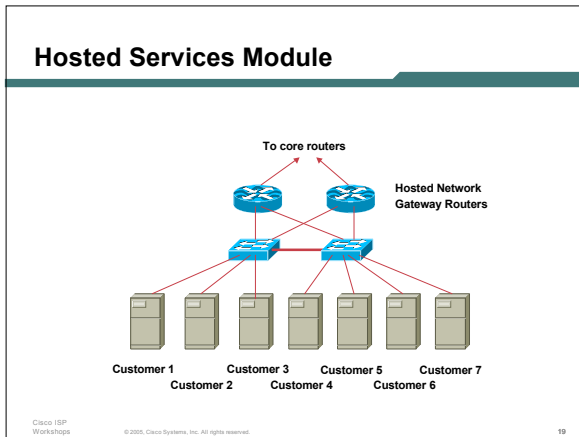 Hosted Services Module
To core routers
Hosted Network
Gateway Routers
Customer 1
Customer 2
Customer 3
Customer 4
Customer 5
Customer 6
Customer 7
Cisco ISP
Workshops
© 2005, Cisco Systems, Inc. All rights reserved.
19